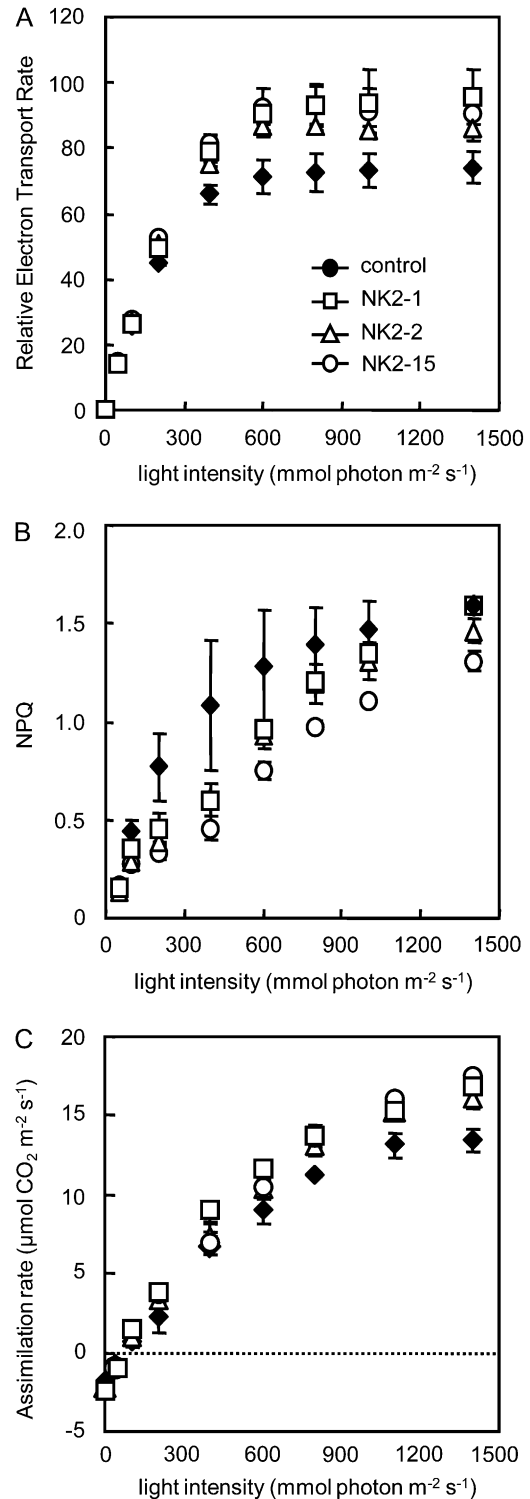 A
120
100
80
60
40
20
0
Relative Electron Transport Rate
control
NK2-1
NK2-2
NK2-15
0 300 600 900 1200 1500
light intensity (mmol photon m-2 s-1)
B
2.0
1.5
1.0
0.5
0
NPQ
0 300 600 900 1200 1500
light intensity (mmol photon m-2 s-1)
C
20
15
10
5
0
-5
Assimilation rate (μmol CO2 m-2 s-1)
0 300 600 900 1200 1500
light intensity (mmol photon m-2 s-1)